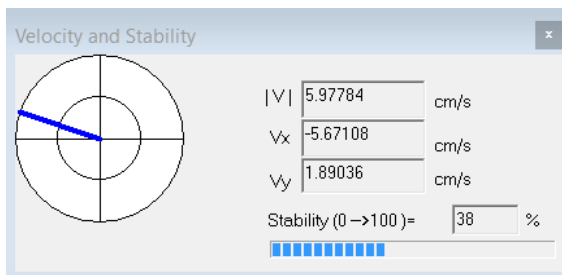 Velocity and Stability
x
|V| 5.97784 cm/s
Vx -5.67108 cm/s
Vy 1.89036 cm/s
Stability (0->100)= 38 %